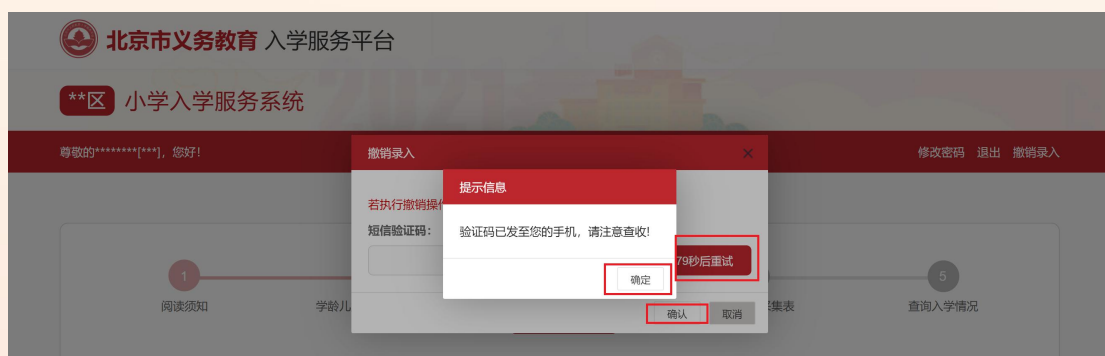 北京市义务教育 入学服务平台
**区 小学入学服务系统
尊敬的********[***]，您好！
修改密码 退出 撤销录入
撤销录入 ×
提示信息
若执行撤销操作
短信验证码：
验证码已发至您的手机，请注意查收!
79秒后重试
确定
确认 取消
1
5
阅读须知
学龄儿
集表
查询入学情况